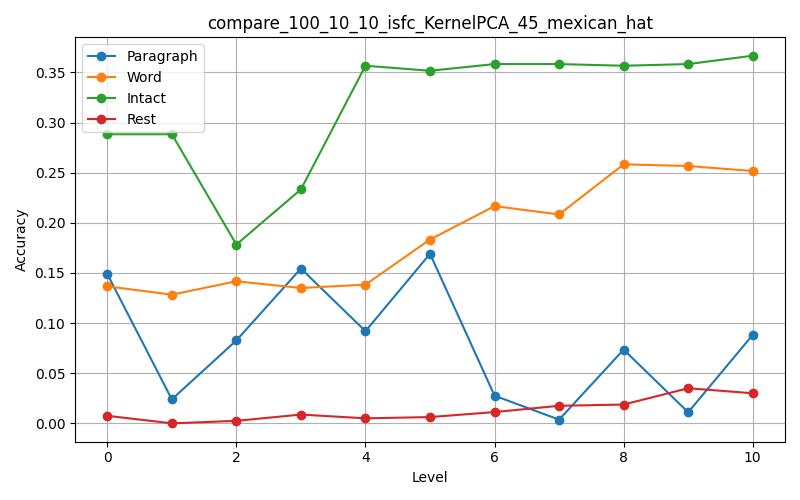 compare_100_10_10_isfc_KernelPCA_45_mexican_hat
Paragraph
Word
Intact
Rest
0.35
0.30
0.25
0.20
0.15
0.10
0.05
0.00
Accuracy
0 2 4 6 8 10
Level